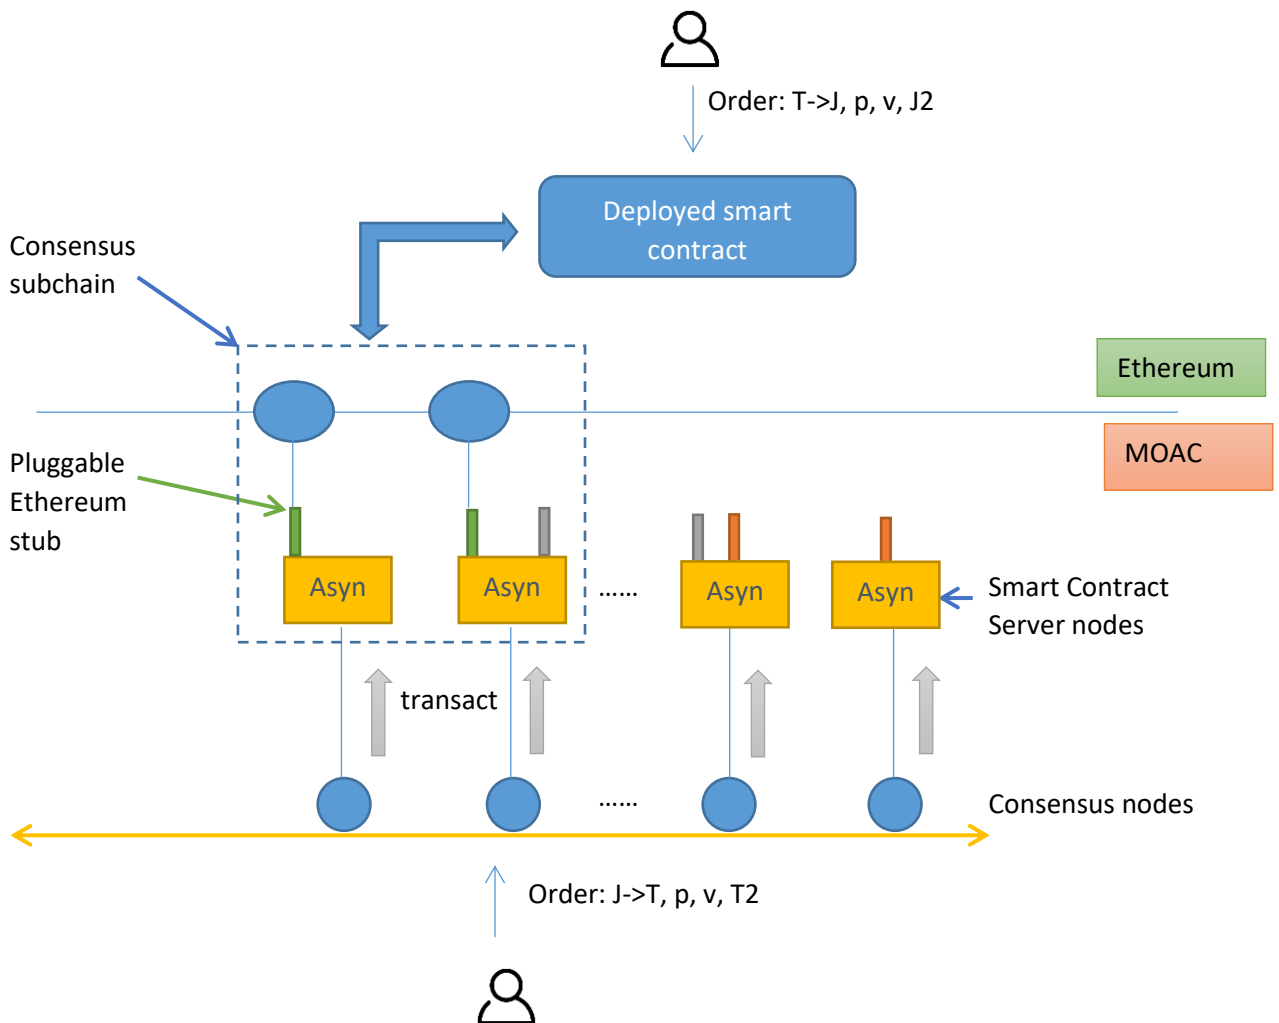 Order: T->J, p, v, J2
Deployed smart
contract
Consensus
subchain
Ethereum
MOAC
Pluggable
Ethereum
stub
Asyn
Asyn
......
Asyn
Asyn
Smart Contract
Server nodes
transact
......
Consensus nodes
Order: J->T, p, v, T2